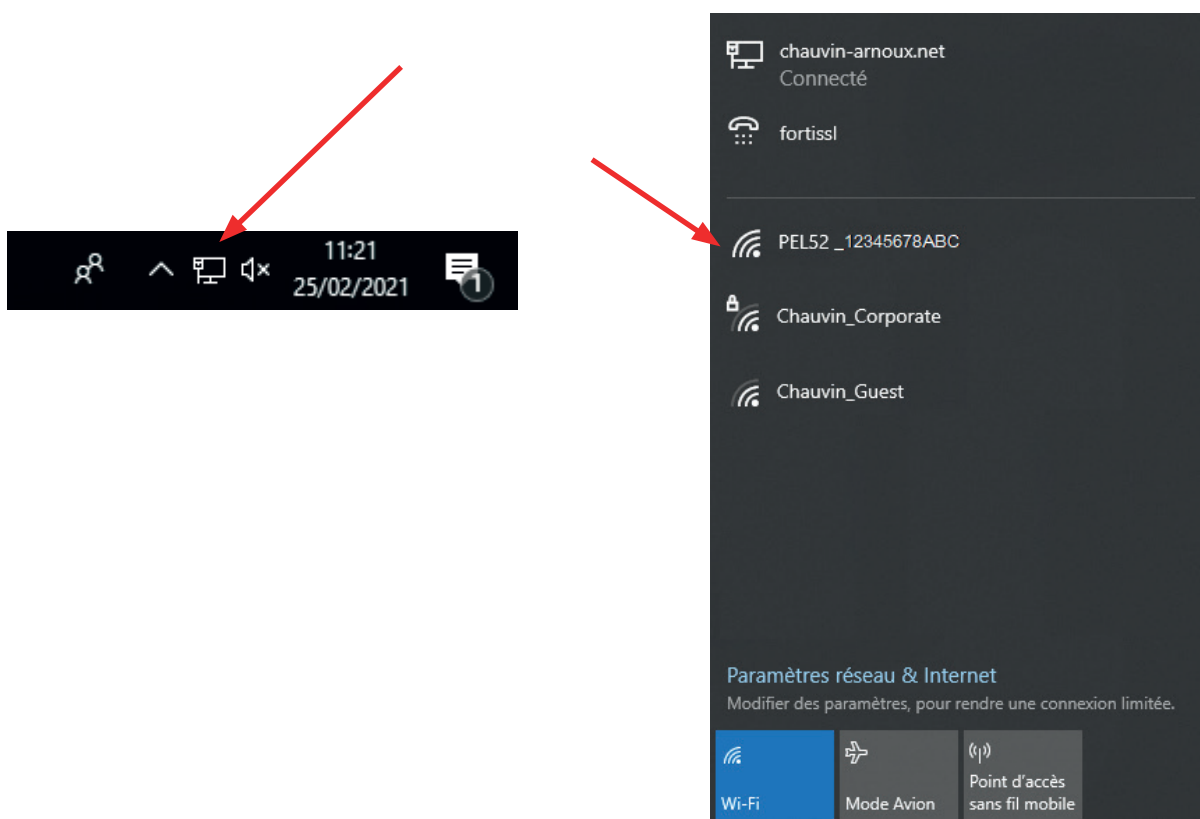 11:21
25/02/2021
1
chauvin-arnoux.net
Connecté
fortissl
PEL52 _12345678ABC
Chauvin_Corporate
Chauvin_Guest
Paramètres réseau & Internet
Modifier des paramètres, pour rendre une connexion limitée.
Wi-Fi
Mode Avion
Point d'accès
sans fil mobile